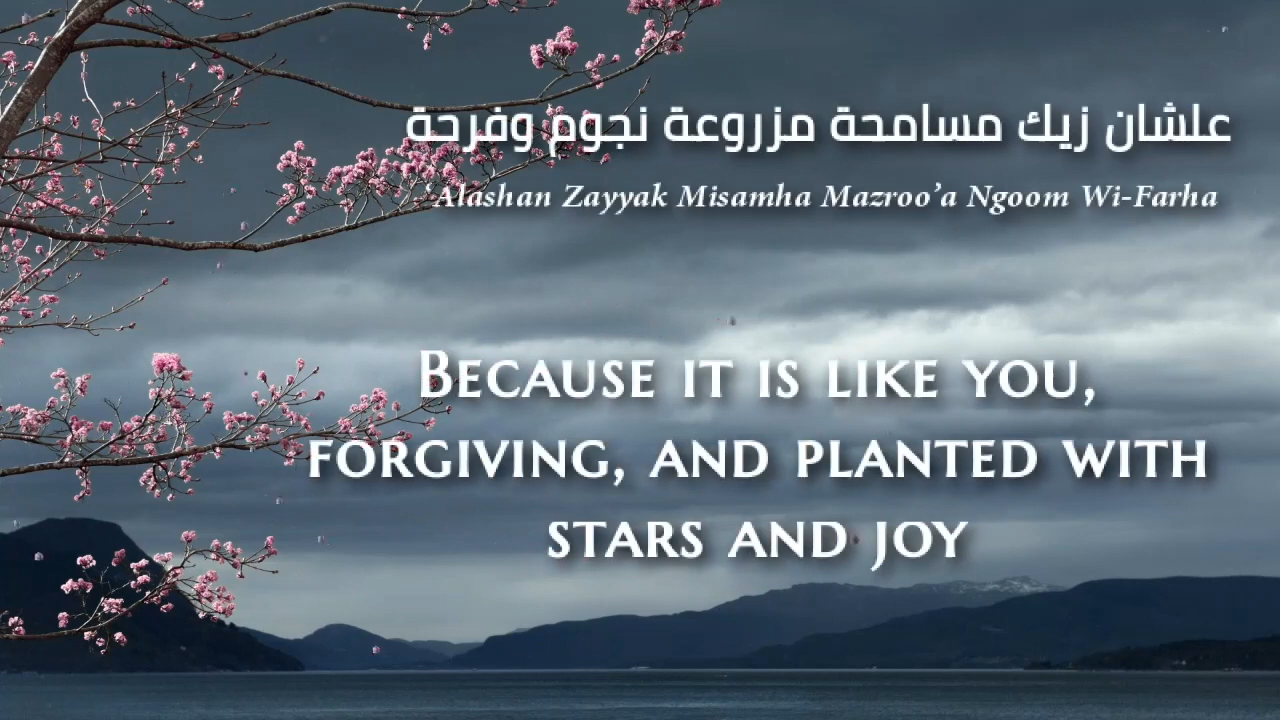 علشان زيك مسامحة مزروعة نجوم وفرحة
‘Alashan Zayyak Misamha Mazroo’a Ngoom Wi-Farha
Because it is like you,
forgiving, and planted with
stars and joy